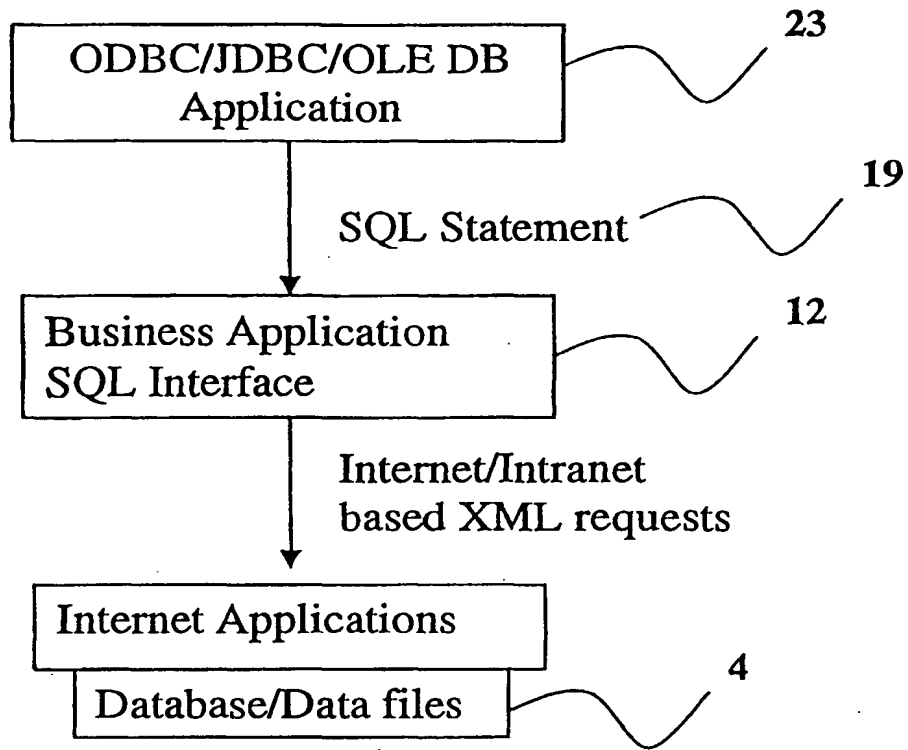 23
ODBC/JDBC/OLE DB
Application
19
SQL Statement
12
Business Application
SQL Interface
Internet/Intranet
based XML requests
Internet Applications
4
Database/Data files